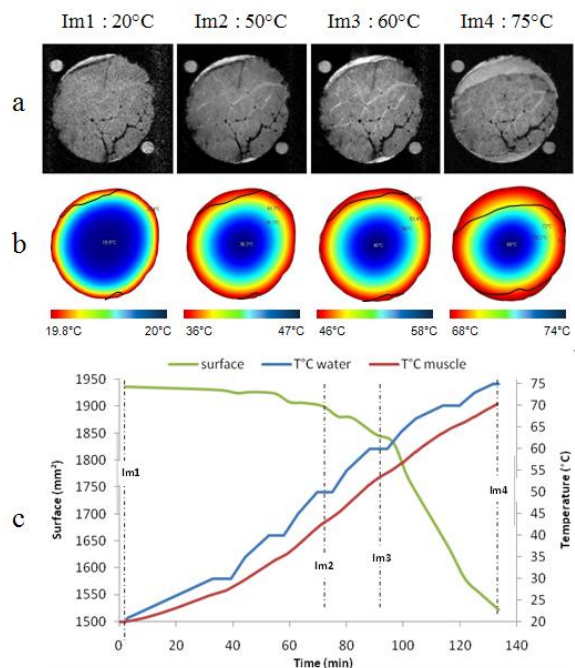 Im1 : 20°C Im2 : 50°C Im3 : 60°C Im4 : 75°C
a
b
19.8°C 20°C 36°C 47°C 46°C 58°C 68°C 74°C
surface T°C water T°C muscle
c
Surface (mm²)
1950
1900
1850
1800
1750
1700
1650
1600
1550
1500
Im1
Im2
Im3
Im4
75
70
65
60
55
50
45
40
35
30
25
20
Temperature (°C)
0 20 40 60 80 100 120 140
Time (min)